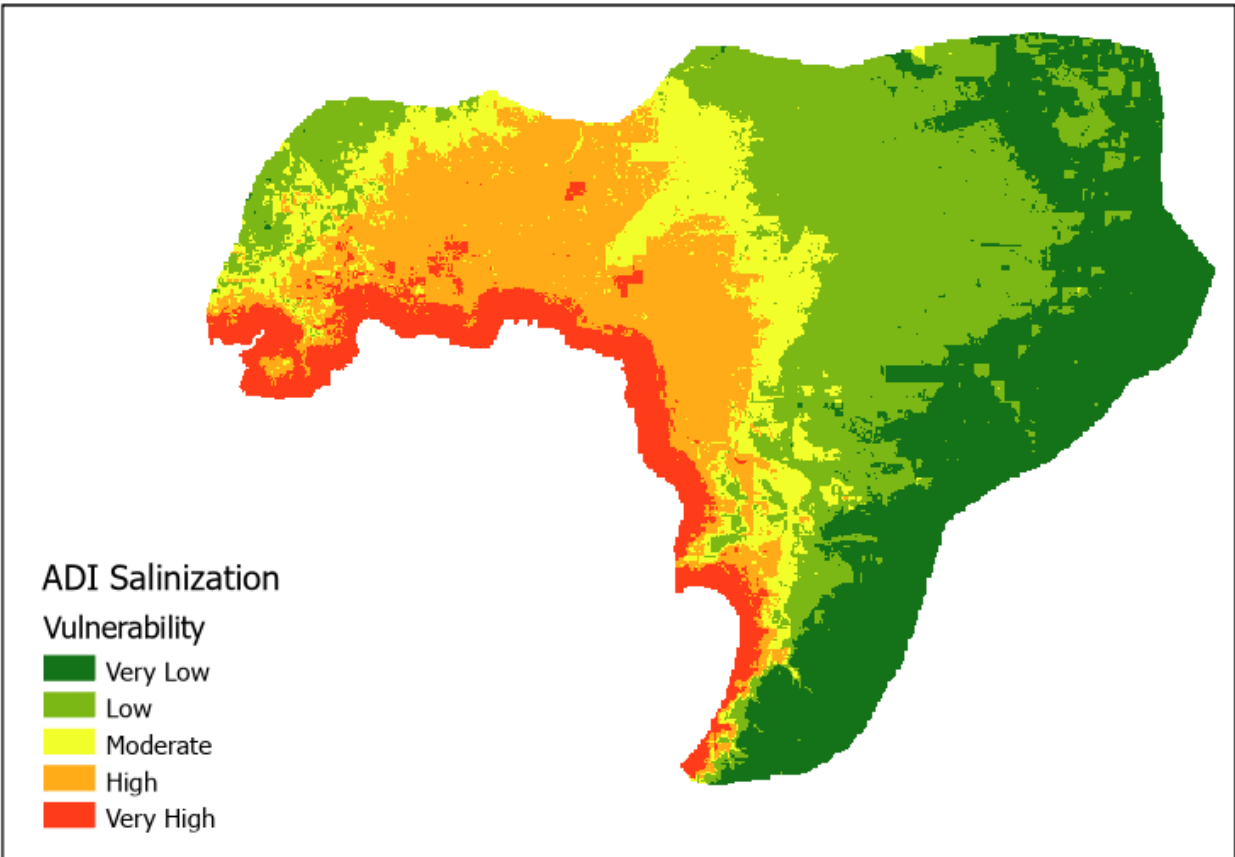 ADI Salinization
Vulnerability
Very Low
Low
Moderate
High
Very High